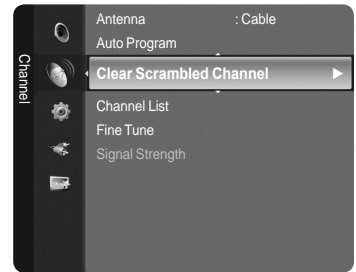 Channel
Antenna : Cable
Auto Program
Clear Scrambled Channel
Channel List
Fine Tune
Signal Strength